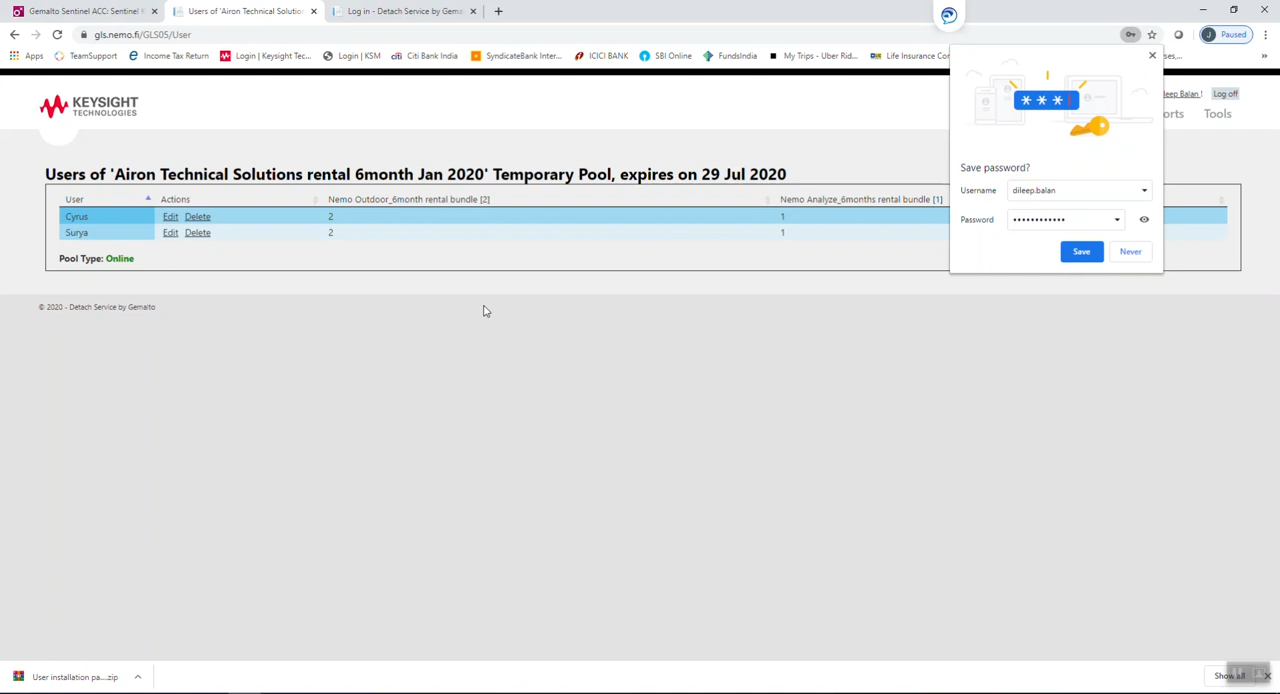 Gemalto Sentinel ACC: Sentinel K
Users of 'Airon Technical Solution
Log in - Detach Service by Gema
gls.nemo.fi/GLS05/User
J Paused
Apps TeamSupport Income Tax Return Login | Keysight Tec... Login | KSM Citi Bank India SyndicateBank Inter... ICICI BANK SBI Online FundsIndia My Trips - Uber Rid... Life Insurance Con »
KEYSIGHT
TECHNOLOGIES
leep Balan ! Log off
orts Tools
* * *
Save password?
Username dileep.balan
Password ••••••••••••
Save Never
Users of 'Airon Technical Solutions rental 6month Jan 2020' Temporary Pool, expires on 29 Jul 2020
User Actions Nemo Outdoor_6month rental bundle [2] Nemo Analyze_6months rental bundle [1]
Cyrus Edit Delete 2 1
Surya Edit Delete 2 1
Pool Type: Online
© 2020 - Detach Service by Gemalto
User installation pa....zip
Show all